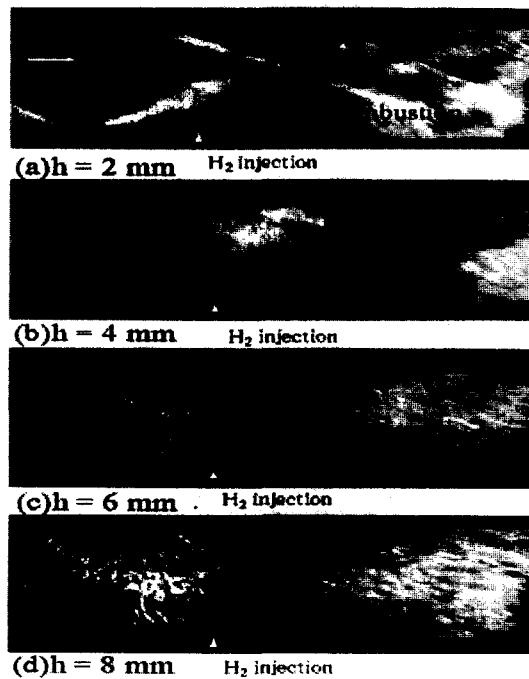 (a)h = 2 mm H₂ injection
(b)h = 4 mm H₂ injection
(c)h = 6 mm H₂ injection
(d)h = 8 mm H₂ injection